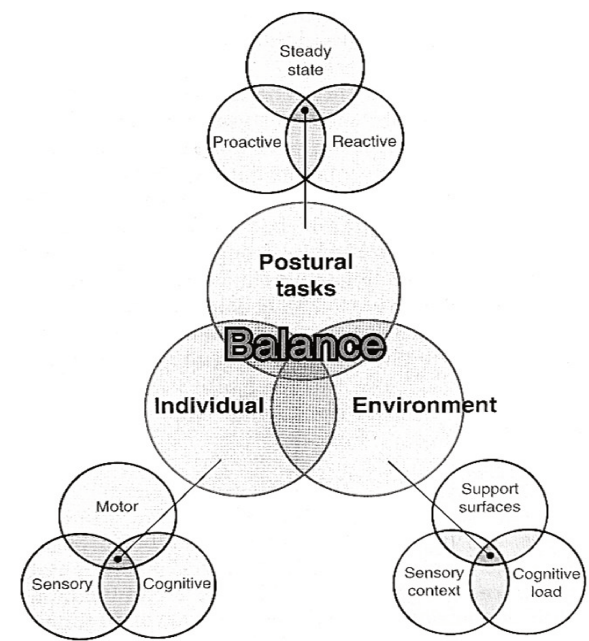 Steady
state
Proactive
Reactive
Postural
tasks
Balance
Individual
Environment
Motor
Sensory
Cognitive
Support
surfaces
Sensory
context
Cognitive
load